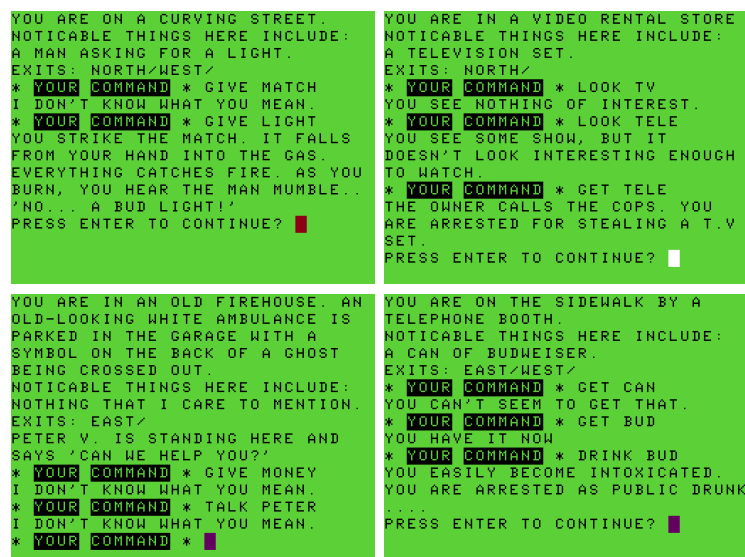 YOU ARE ON A CURVING STREET.
NOTICABLE THINGS HERE INCLUDE:
A MAN ASKING FOR A LIGHT.
EXITS: NORTH/WEST/
* YOUR COMMAND * GIVE MATCH
I DON'T KNOW WHAT YOU MEAN.
* YOUR COMMAND * GIVE LIGHT
YOU STRIKE THE MATCH. IT FALLS
FROM YOUR HAND INTO THE GAS.
EVERYTHING CATCHES FIRE. AS YOU
BURN, YOU HEAR THE MAN MUMBLE..
'NO... A BUD LIGHT!'
PRESS ENTER TO CONTINUE?
YOU ARE IN A VIDEO RENTAL STORE
NOTICABLE THINGS HERE INCLUDE:
A TELEVISION SET.
EXITS: NORTH/
* YOUR COMMAND * LOOK TV
YOU SEE NOTHING OF INTEREST.
* YOUR COMMAND * LOOK TELE
YOU SEE SOME SHOW, BUT IT
DOESN'T LOOK INTERESTING ENOUGH
TO WATCH.
* YOUR COMMAND * GET TELE
THE OWNER CALLS THE COPS. YOU
ARE ARRESTED FOR STEALING A T.V
SET.
PRESS ENTER TO CONTINUE?
YOU ARE IN AN OLD FIREHOUSE. AN
OLD-LOOKING WHITE AMBULANCE IS
PARKED IN THE GARAGE WITH A
SYMBOL ON THE BACK OF A GHOST
BEING CROSSED OUT.
NOTICABLE THINGS HERE INCLUDE:
NOTHING THAT I CARE TO MENTION.
EXITS: EAST/
PETER V. IS STANDING HERE AND
SAYS 'CAN WE HELP YOU?'
* YOUR COMMAND * GIVE MONEY
I DON'T KNOW WHAT YOU MEAN.
* YOUR COMMAND * TALK PETER
I DON'T KNOW WHAT YOU MEAN.
* YOUR COMMAND *
YOU ARE ON THE SIDEWALK BY A
TELEPHONE BOOTH.
NOTICABLE THINGS HERE INCLUDE:
A CAN OF BUDWEISER.
EXITS: EAST/WEST/
* YOUR COMMAND * GET CAN
YOU CAN'T SEEM TO GET THAT.
* YOUR COMMAND * GET BUD
YOU HAVE IT NOW
* YOUR COMMAND * DRINK BUD
YOU EASILY BECOME INTOXICATED.
YOU ARE ARRESTED AS PUBLIC DRUNK
....
PRESS ENTER TO CONTINUE?